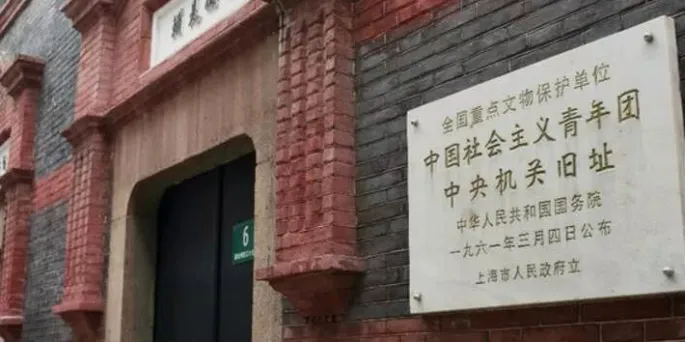 全国重点文物保护单位
中国社会主义青年团
中央机关旧址
中华人民共和国国务院
一九六一年三月四日公布
上海市人民政府立
6